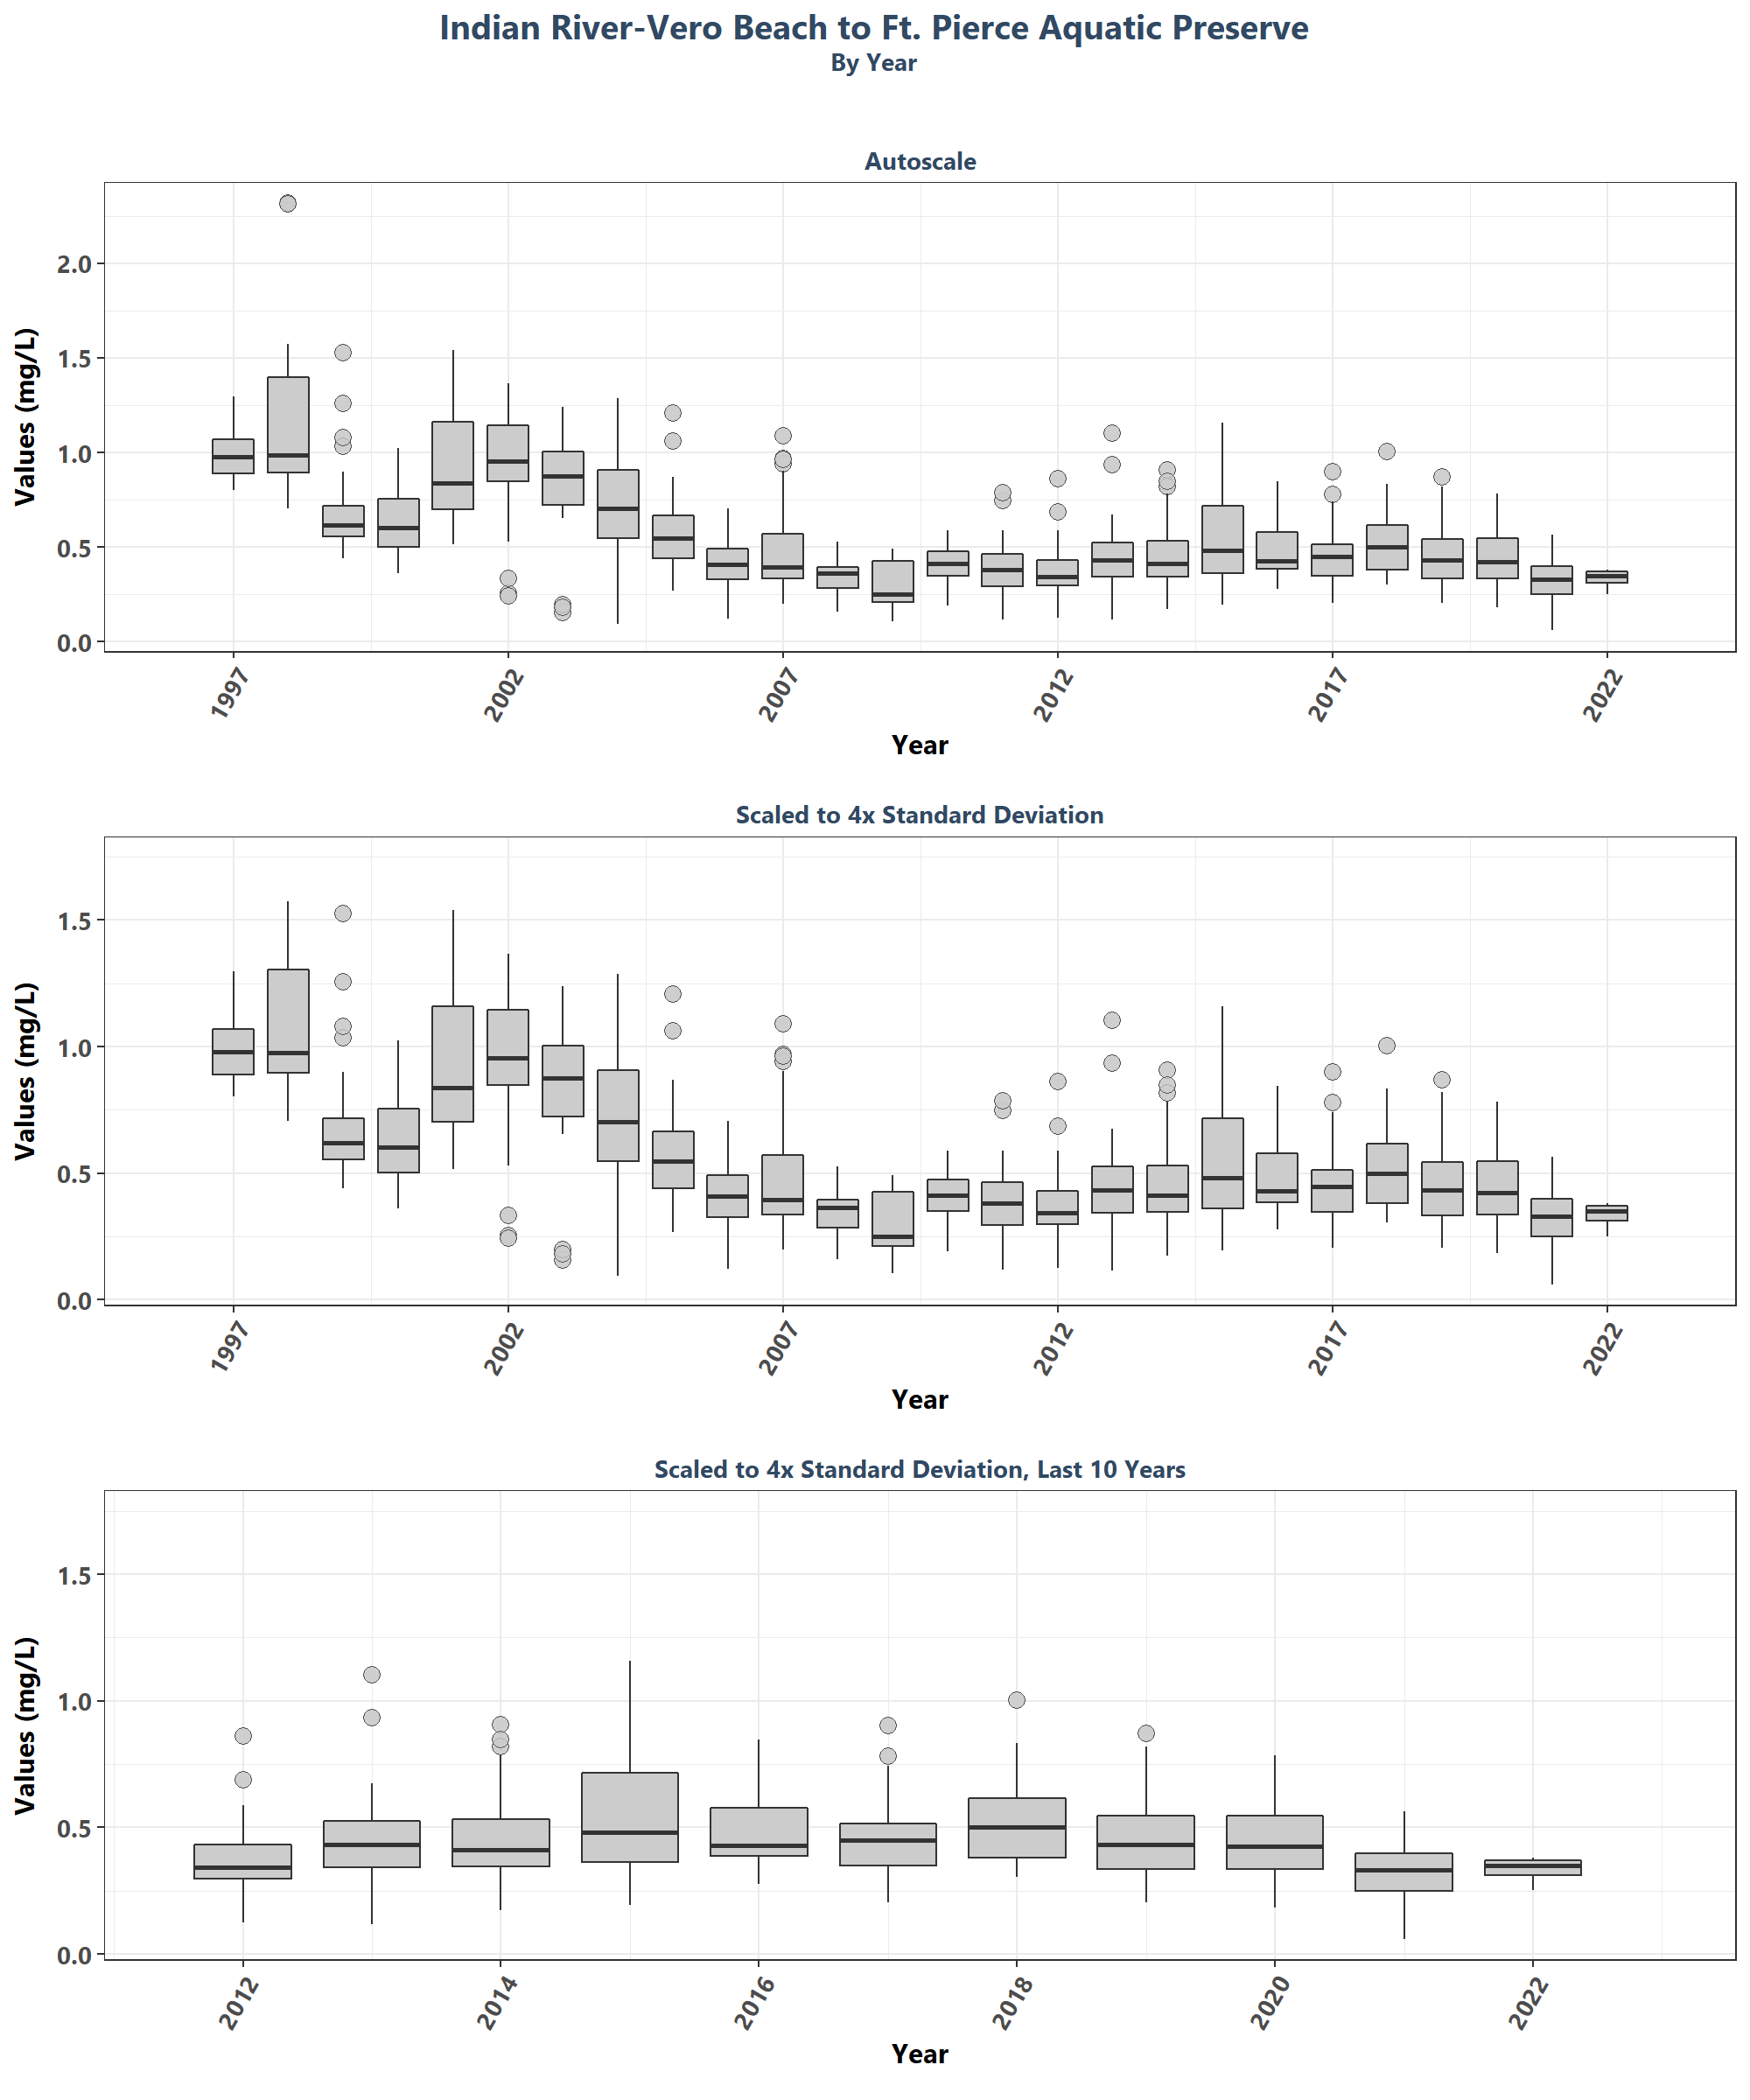 Indian River-Vero Beach to Ft. Pierce Aquatic Preserve
By Year
Autoscale
Values (mg/L)
2.0
1.5
1.0
0.5
0.0
1997 2002 2007 2012 2017 2022
Year
Scaled to 4x Standard Deviation
Values (mg/L)
1.5
1.0
0.5
0.0
1997 2002 2007 2012 2017 2022
Year
Scaled to 4x Standard Deviation, Last 10 Years
Values (mg/L)
1.5
1.0
0.5
0.0
2012 2014 2016 2018 2020 2022
Year